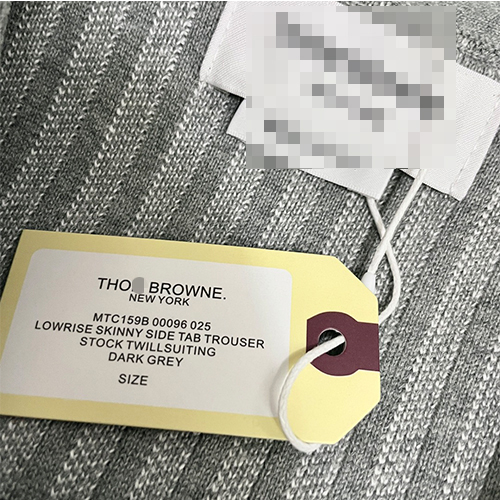 THO BROWNE.
NEW YORK
MTC159B 00096 025
LOWRISE SKINNY SIDE TAB TROUSER
STOCK TWILLSUITING
DARK GREY
SIZE